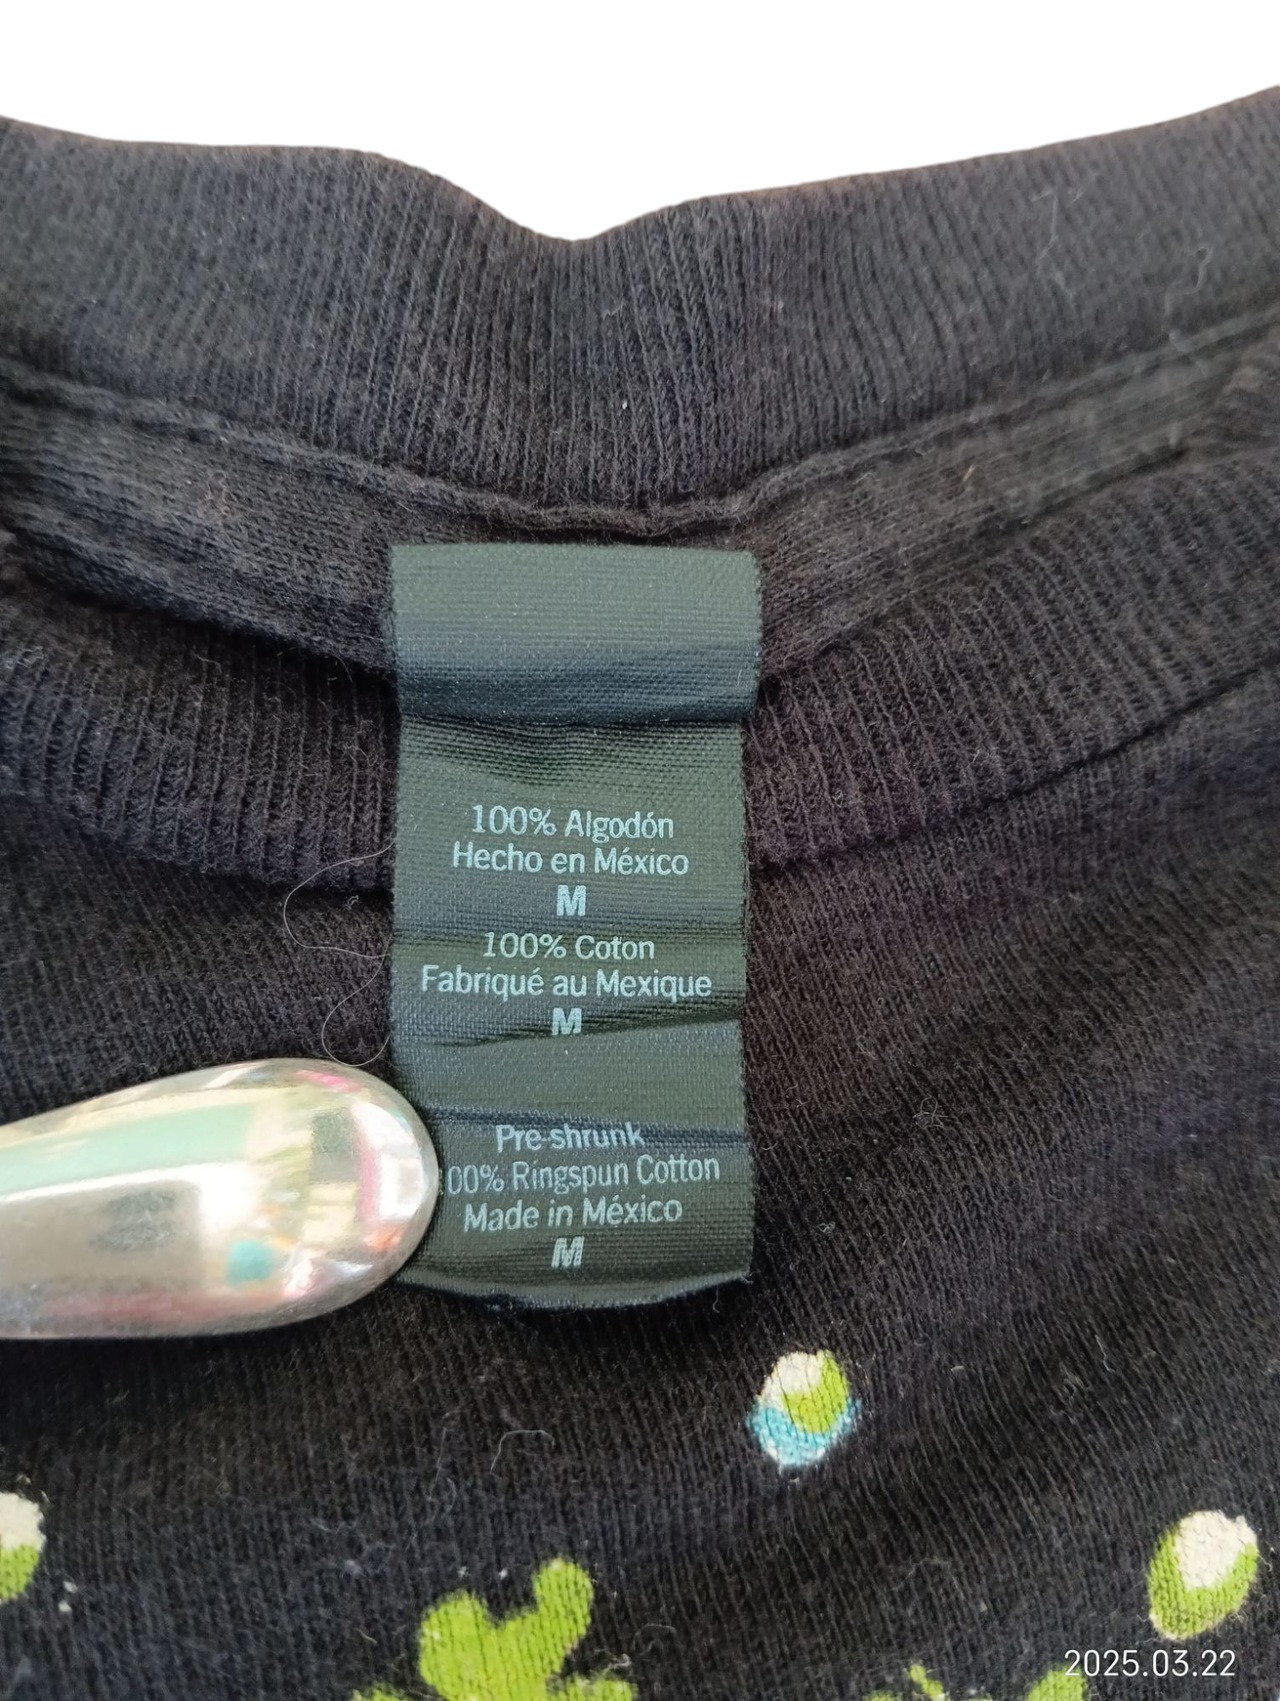 100% Algodón
Hecho en México
M
100% Coton
Fabriqué au Mexique
M
Pre-shrunk
00% Ringspun Cotton
Made in México
M
2025.03.22